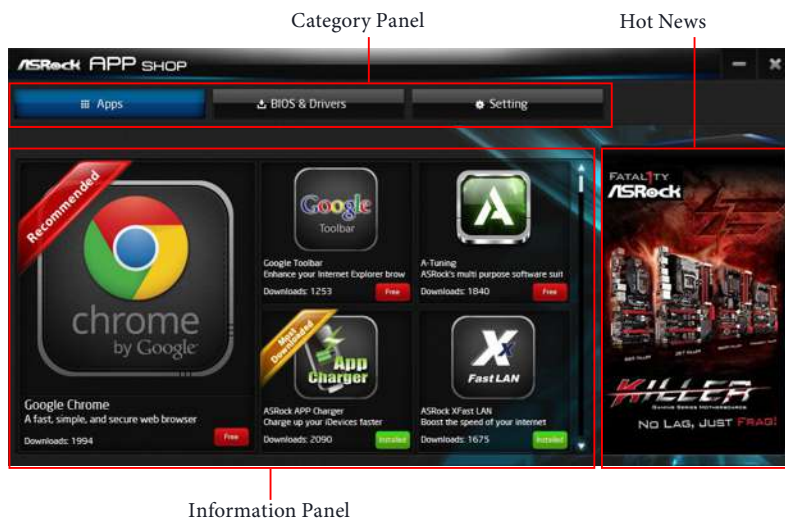 Category Panel
Hot News
ASRock APP SHOP
Apps
BIOS & Drivers
Setting
Recommended
chrome
by Google
Google Chrome
A fast, simple, and secure web browser
Downloads: 1994
Free
Google
Toolbar
Google Toolbar
Enhance your Internet Explorer brow
Downloads: 1253
Free
A-Tuning
ASRock's multi purpose software suit
Downloads: 1840
Free
Most
Downloaded
App
Charger
ASRock APP Charger
Charge up your iDevices faster
Downloads: 2090
Installed
X
Fast LAN
ASRock XFast LAN
Boost the speed of your internet
Downloads: 1675
Installed
FATAL1TY
ASRock
KILLER
GAMING SERIES MOTHERBOARDS
NO LAG, JUST FRAG!
Information Panel